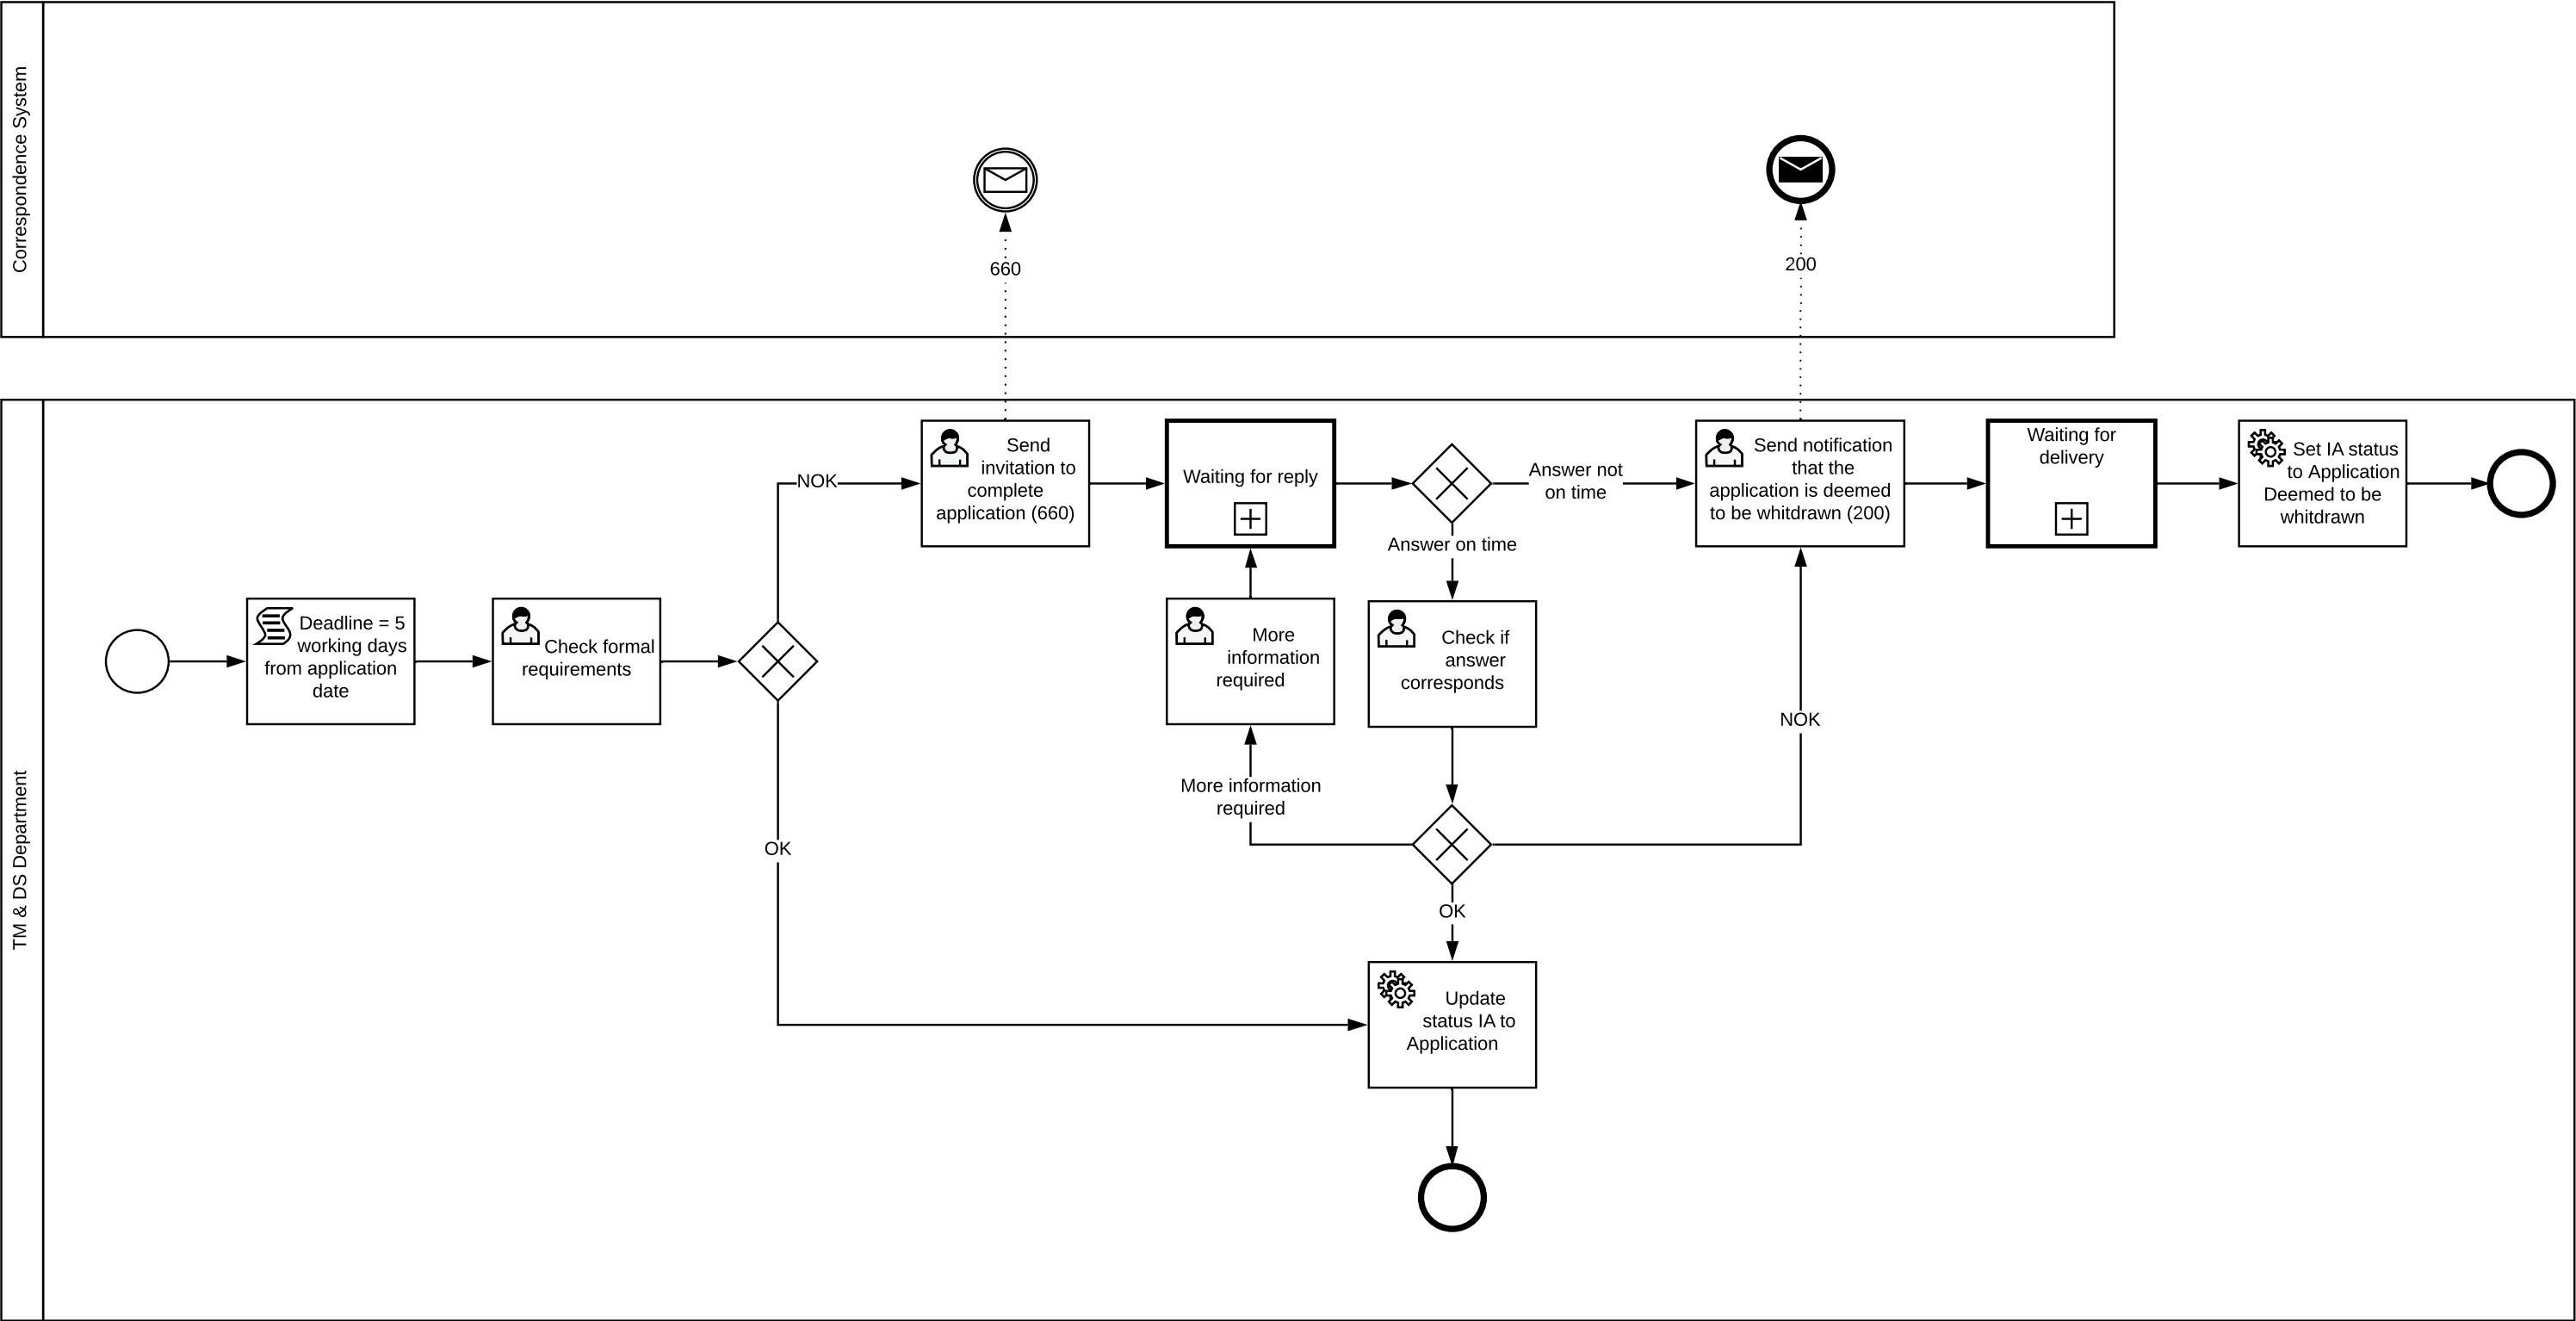 Correspondence System
660
200
TM & DS Department
Deadline = 5
working days
from application
date
Check formal
requirements
NOK
OK
Send
invitation to
complete
application (660)
Waiting for reply
Answer not
on time
Answer on time
More
information
required
Check if
answer
corresponds
More information
required
NOK
OK
Update
status IA to
Application
Send notification
that the
application is deemed
to be whitdrawn (200)
Waiting for
delivery
Set IA status
to Application
Deemed to be
whitdrawn